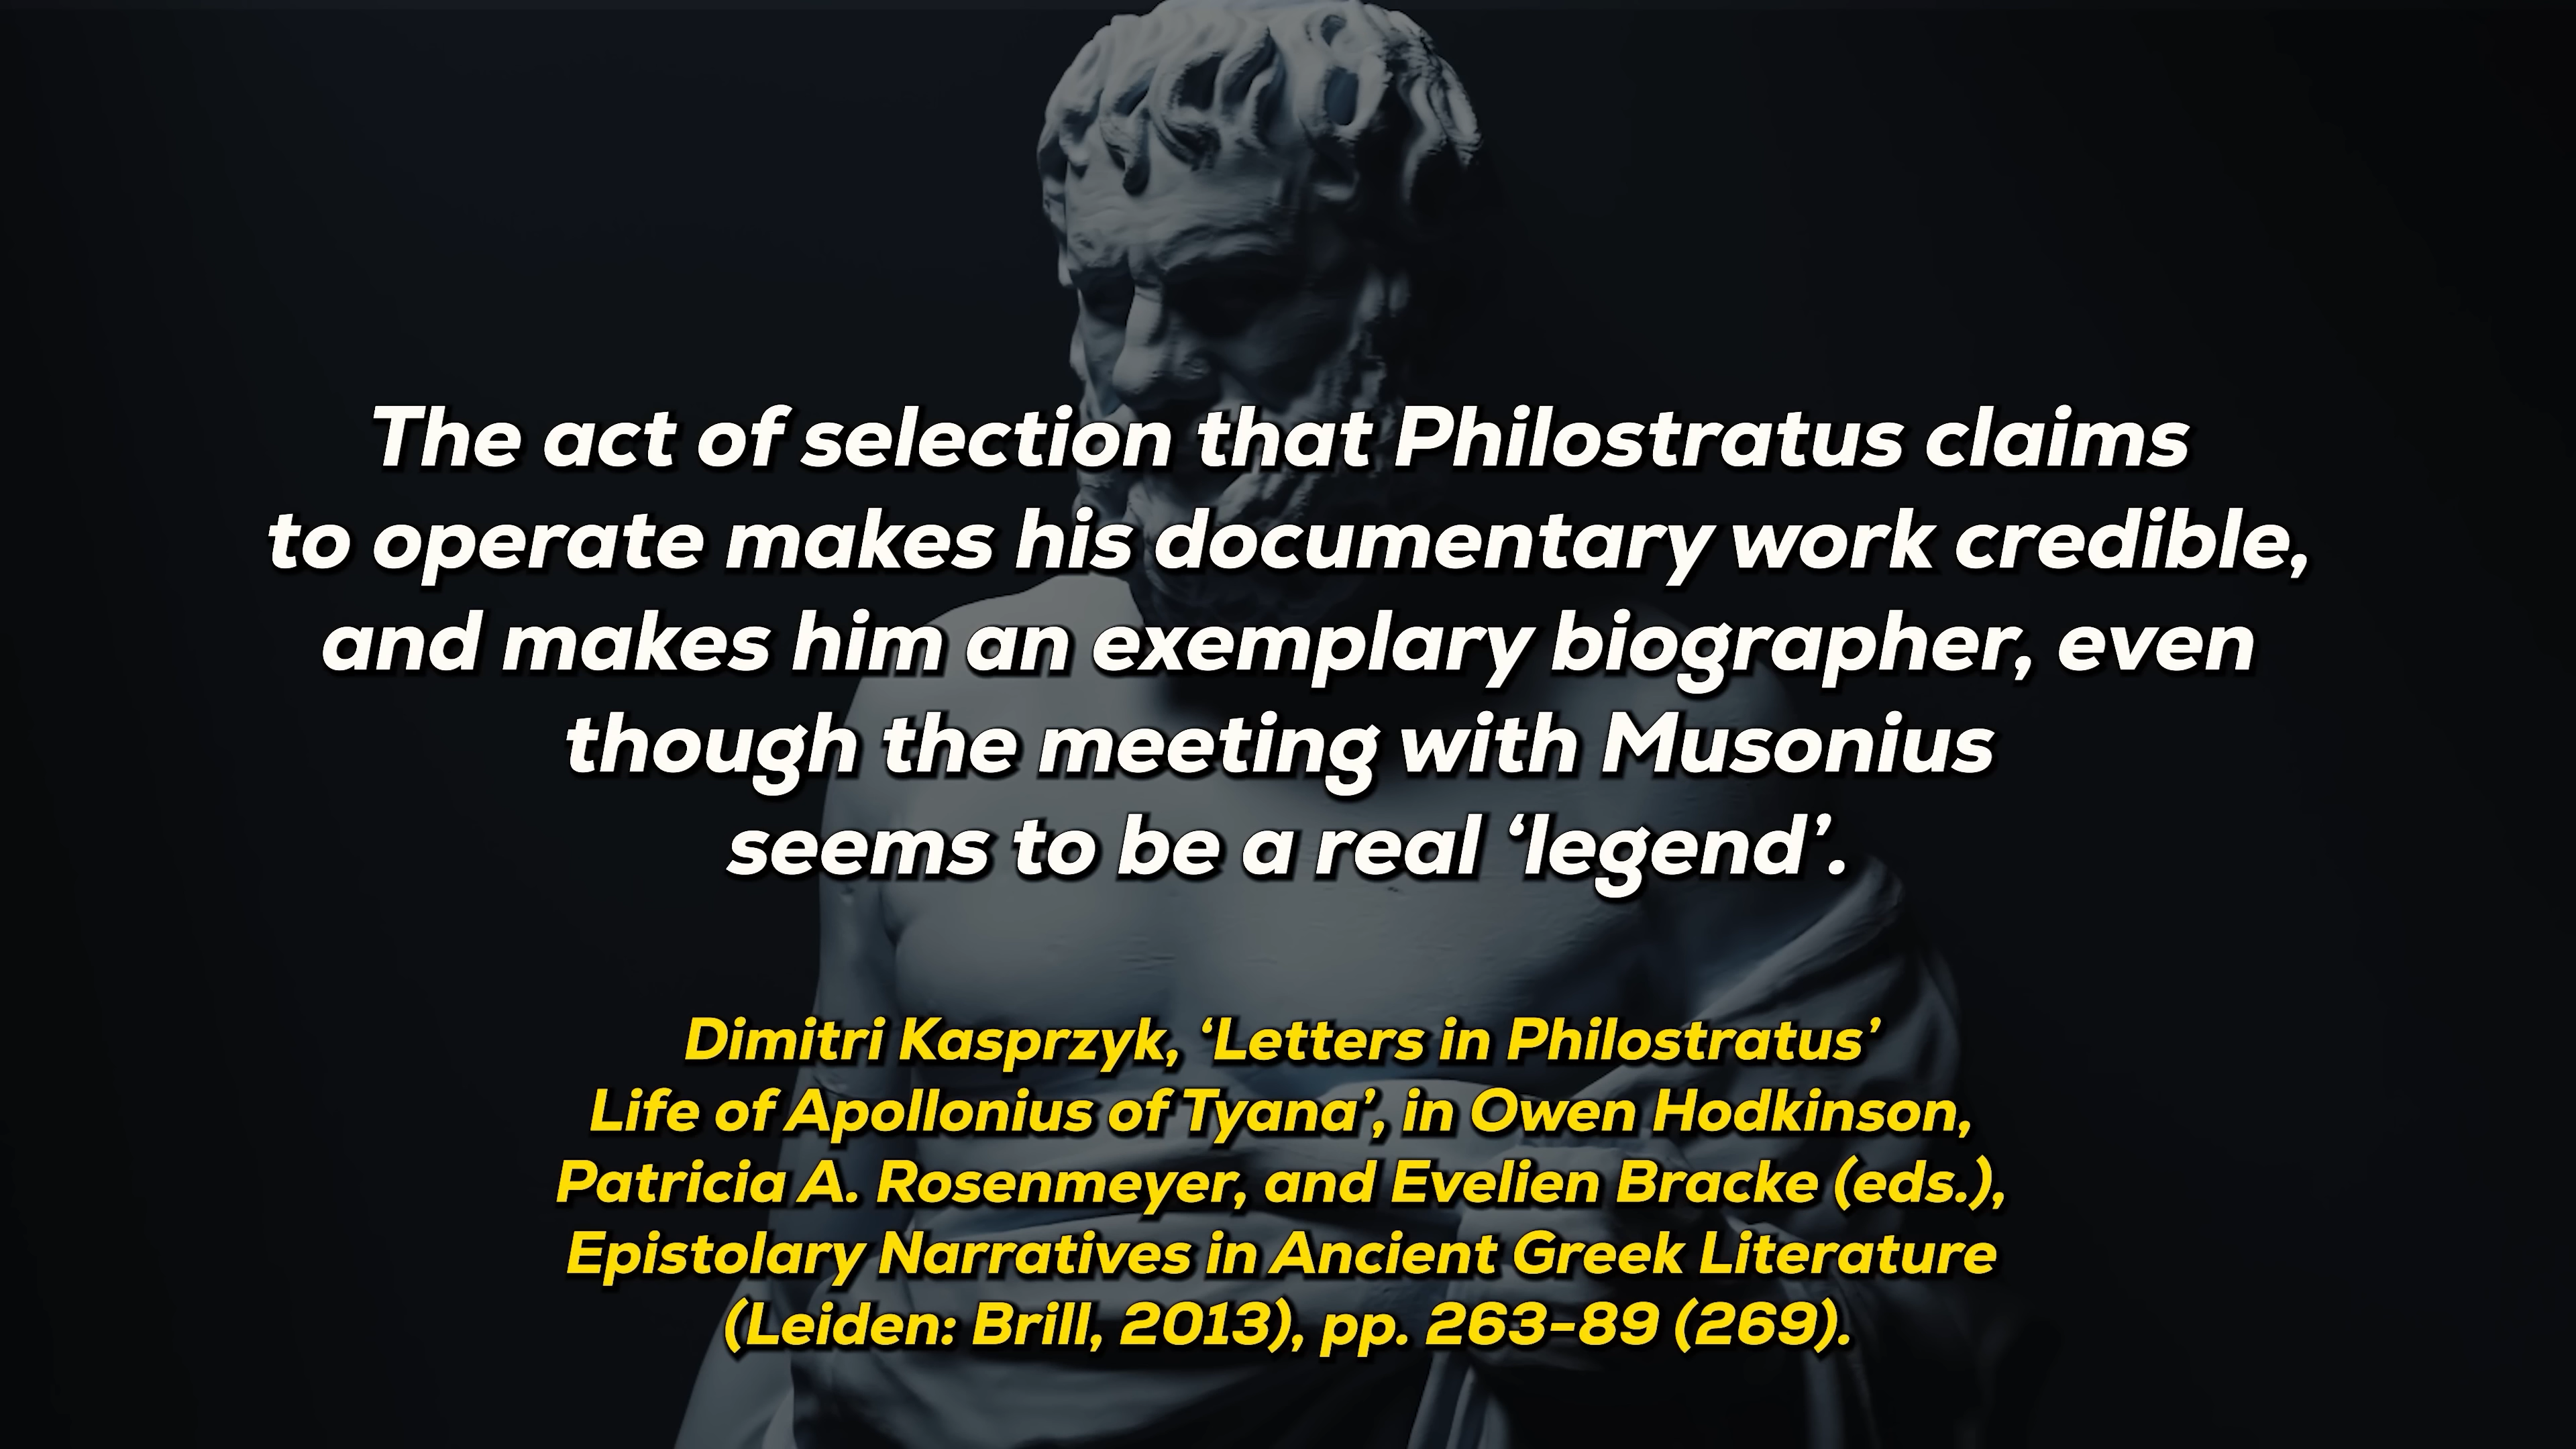 The act of selection that Philostratus claims
to operate makes his documentary work credible,
and makes him an exemplary biographer, even
though the meeting with Musonius
seems to be a real ‘legend’.
Dimitri Kasprzyk, ‘Letters in Philostratus’
Life of Apollonius of Tyana’, in Owen Hodkinson,
Patricia A. Rosenmeyer, and Evelien Bracke (eds.),
Epistolary Narratives in Ancient Greek Literature
(Leiden: Brill, 2013), pp. 263-89 (269).